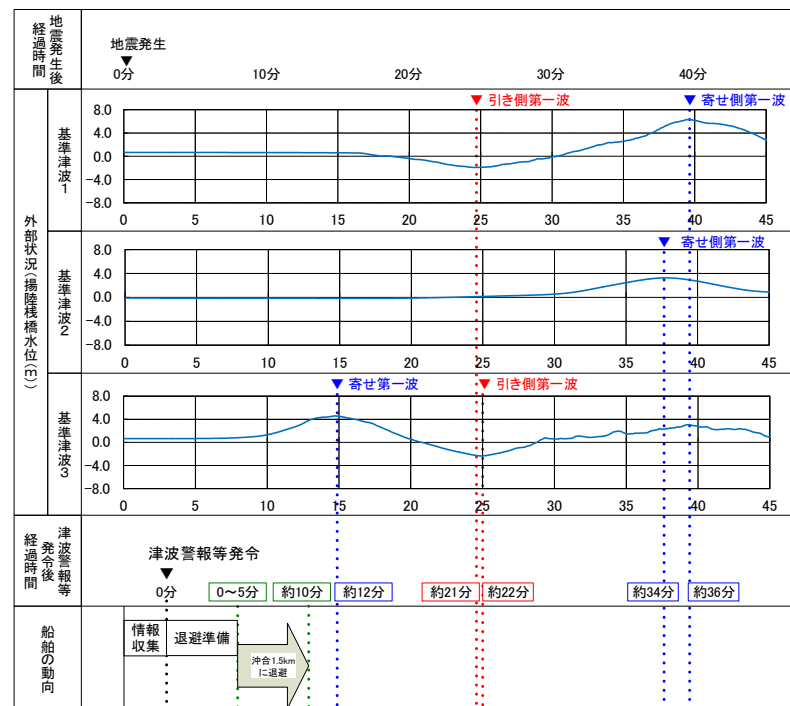 地震発生後
経過時間
地震発生
▼
0分 10分 20分 30分 40分
外部状況(揚陸桟橋水位(m))
基準津波1
▼ 引き側第一波
▼ 寄せ側第一波
8.0
4.0
0.0
−4.0
−8.0
0 5 10 15 20 25 30 35 40 45
基準津波2
▼ 寄せ側第一波
8.0
4.0
0.0
−4.0
−8.0
0 5 10 15 20 25 30 35 40 45
基準津波3
▼ 寄せ第一波
▼ 引き側第一波
8.0
4.0
0.0
−4.0
−8.0
0 5 10 15 20 25 30 35 40 45
津波警報等
発令後
経過時間
津波警報等発令
▼
0分 0~5分 約10分 約12分 約21分 約22分 約34分 約36分
船舶の動向
情報
収集
退避準備
沖合1.5km
に退避